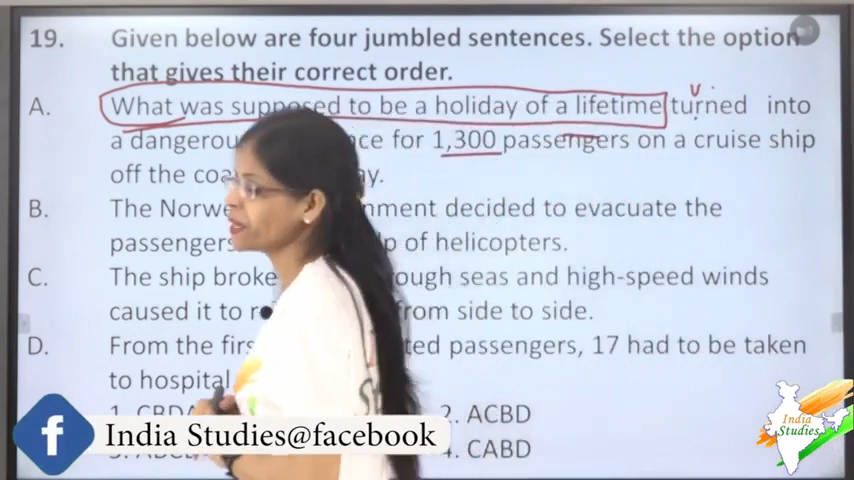 19. Given below are four jumbled sentences. Select the option
that gives their correct order.
A. What was supposed to be a holiday of a lifetime turned into
a dangerou ce for 1,300 passengers on a cruise ship
off the coa ay.
B. The Norwe nment decided to evacuate the
passengers p of helicopters.
C. The ship broke ough seas and high-speed winds
caused it to r from side to side.
D. From the firs ted passengers, 17 had to be taken
to hospital
1. CBDA 2. ACBD
4. CABD
India Studies@facebook
India
Studies